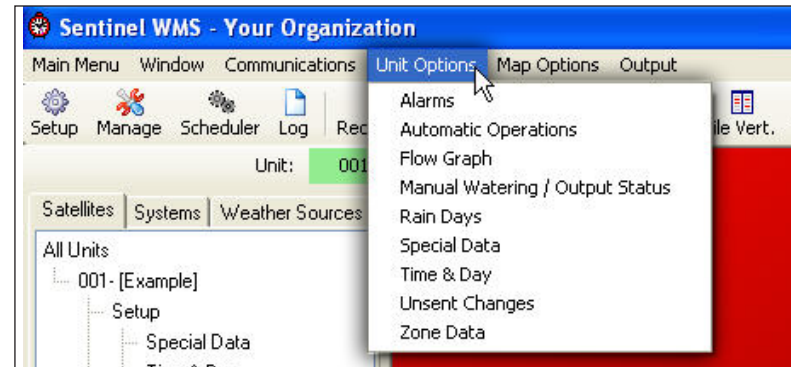 Sentinel WMS - Your Organization
Main Menu Window Communications Unit Options Map Options Output
Setup Manage Scheduler Log Rec ile Vert.
Unit: 001
Satellites Systems Weather Sources
All Units
001- [Example]
Setup
Special Data
Alarms
Automatic Operations
Flow Graph
Manual Watering / Output Status
Rain Days
Special Data
Time & Day
Unsent Changes
Zone Data